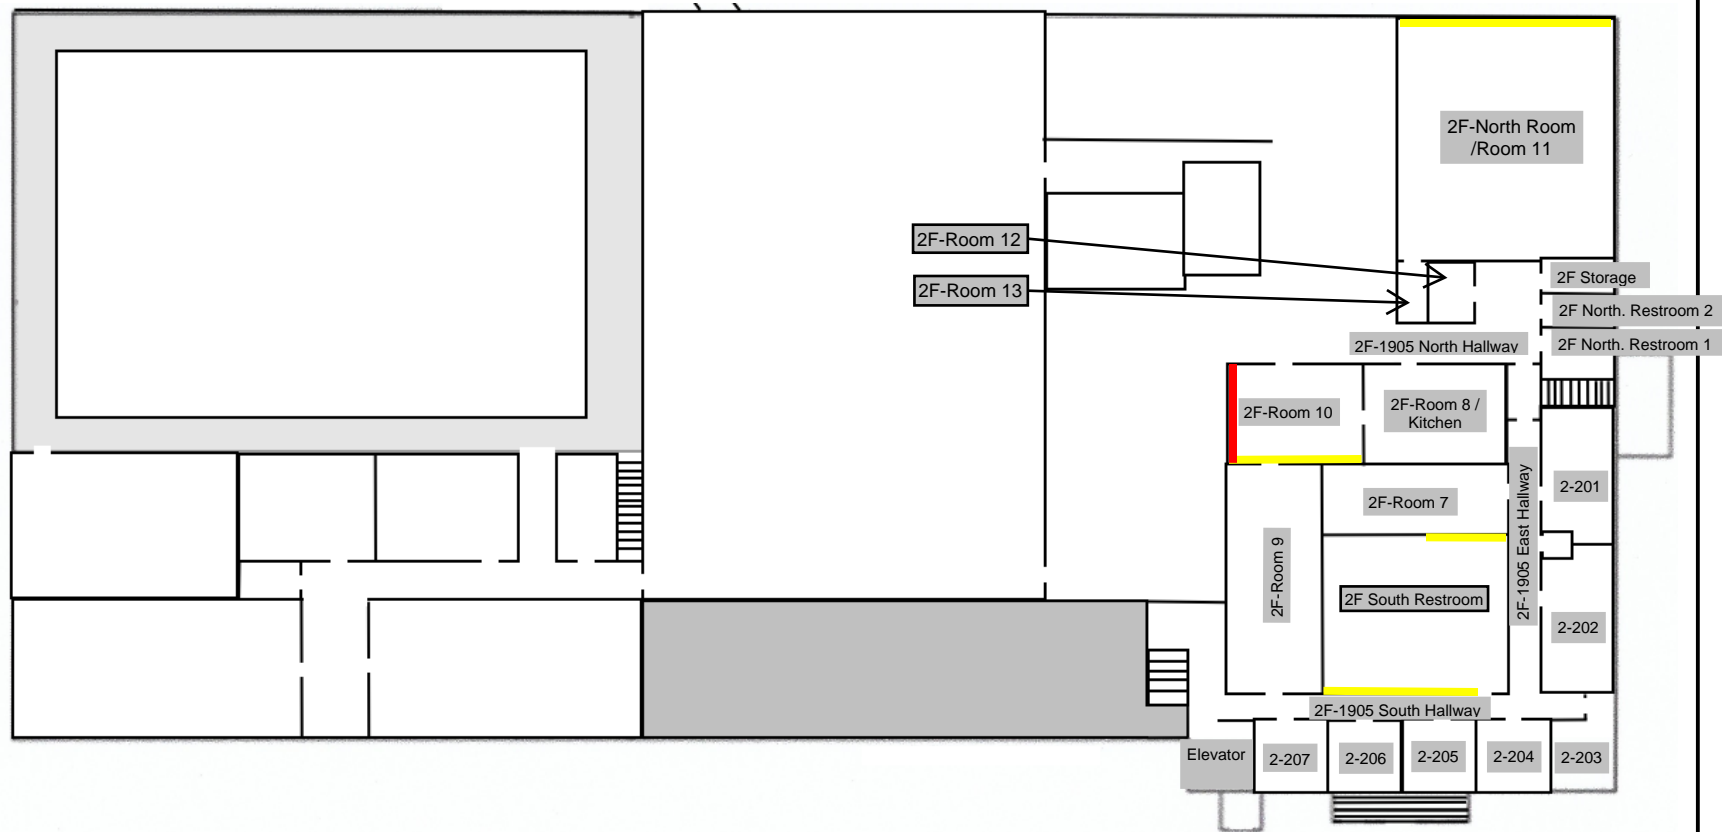 2F-North Room
/Room 11
2F-Room 12
2F-Room 13
2F Storage
2F North. Restroom 2
2F North. Restroom 1
2F-1905 North Hallway
2F-Room 10
2F-Room 8 /
Kitchen
2F-Room 7
2-201
2F-1905 East Hallway
2F-Room 9
2F South Restroom
2-202
2F-1905 South Hallway
Elevator
2-207
2-206
2-205
2-204
2-203